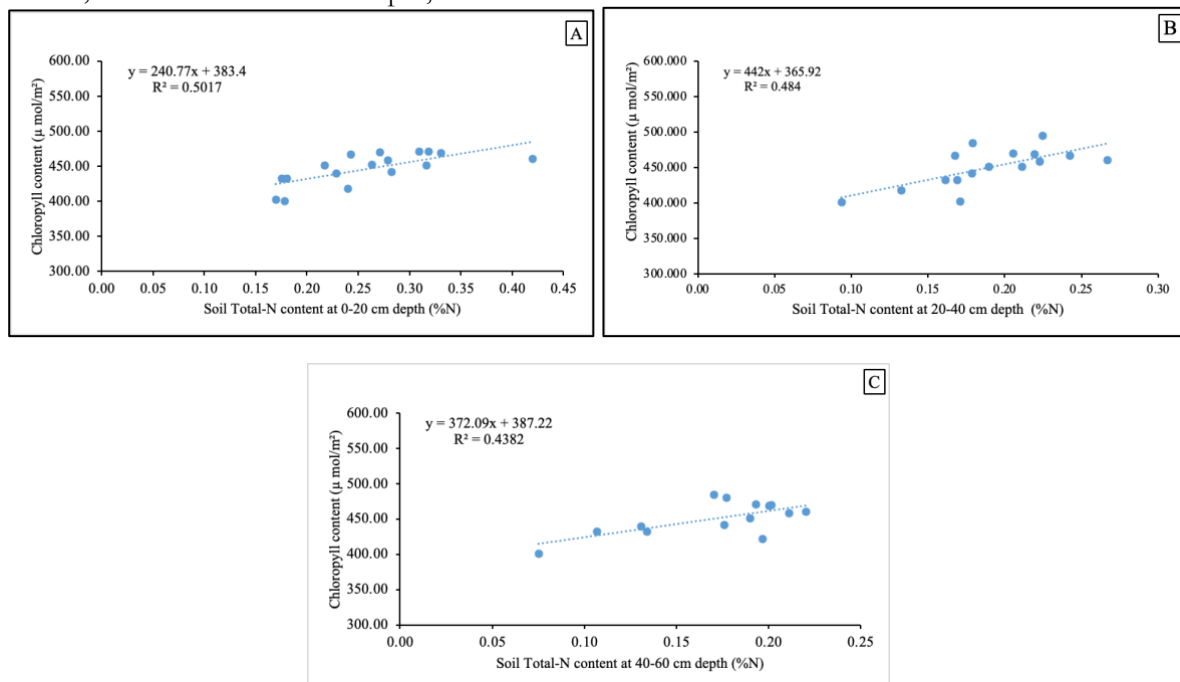 A
y = 240.77x + 383.4
R² = 0.5017
Chloropyll content (µ mol/m²)
600.00
550.00
500.00
450.00
400.00
350.00
300.00
0.00 0.05 0.10 0.15 0.20 0.25 0.30 0.35 0.40 0.45
Soil Total-N content at 0-20 cm depth (%N)
B
y = 442x + 365.92
R² = 0.484
Chloropyll content (µ mol/m²)
600.000
550.000
500.000
450.000
400.000
350.000
300.000
0.00 0.05 0.10 0.15 0.20 0.25 0.30
Soil Total-N content at 20-40 cm depth (%N)
C
y = 372.09x + 387.22
R² = 0.4382
Chloropyll content (µ mol/m²)
600.00
550.00
500.00
450.00
400.00
350.00
300.00
0.00 0.05 0.10 0.15 0.20 0.25
Soil Total-N content at 40-60 cm depth (%N)